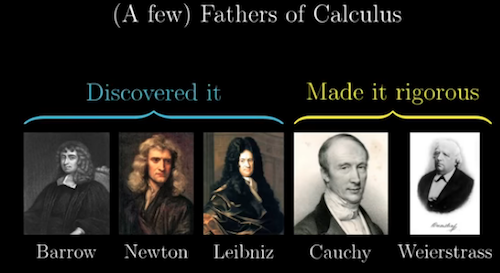 (A few) Fathers of Calculus
Discovered it Made it rigorous
Barrow Newton Leibniz Cauchy Weierstrass